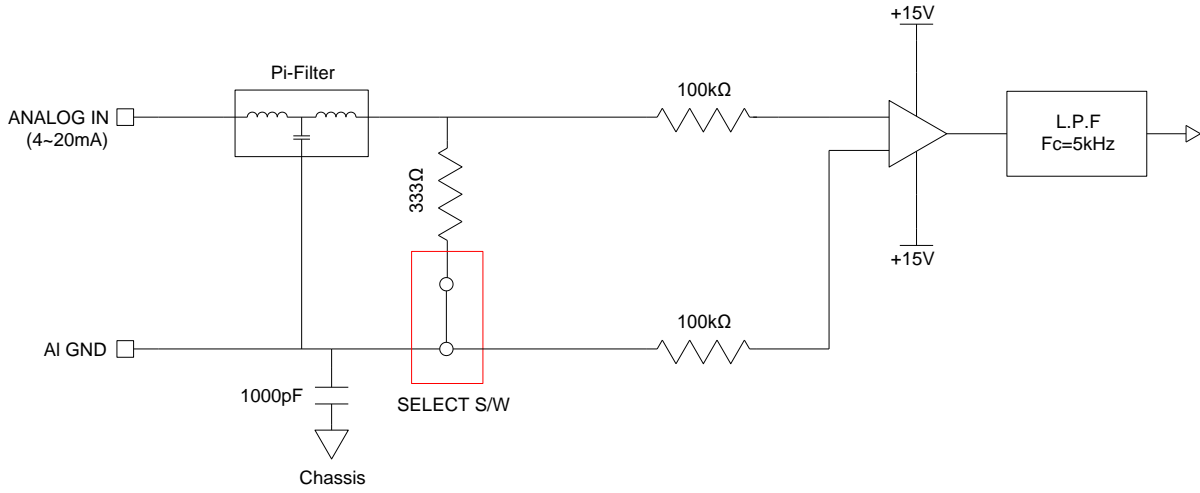 +15V
Pi-Filter
100kΩ
ANALOG IN
(4~20mA)
L.P.F
Fc=5kHz
333Ω
+15V
100kΩ
AI GND
1000pF
SELECT S/W
Chassis